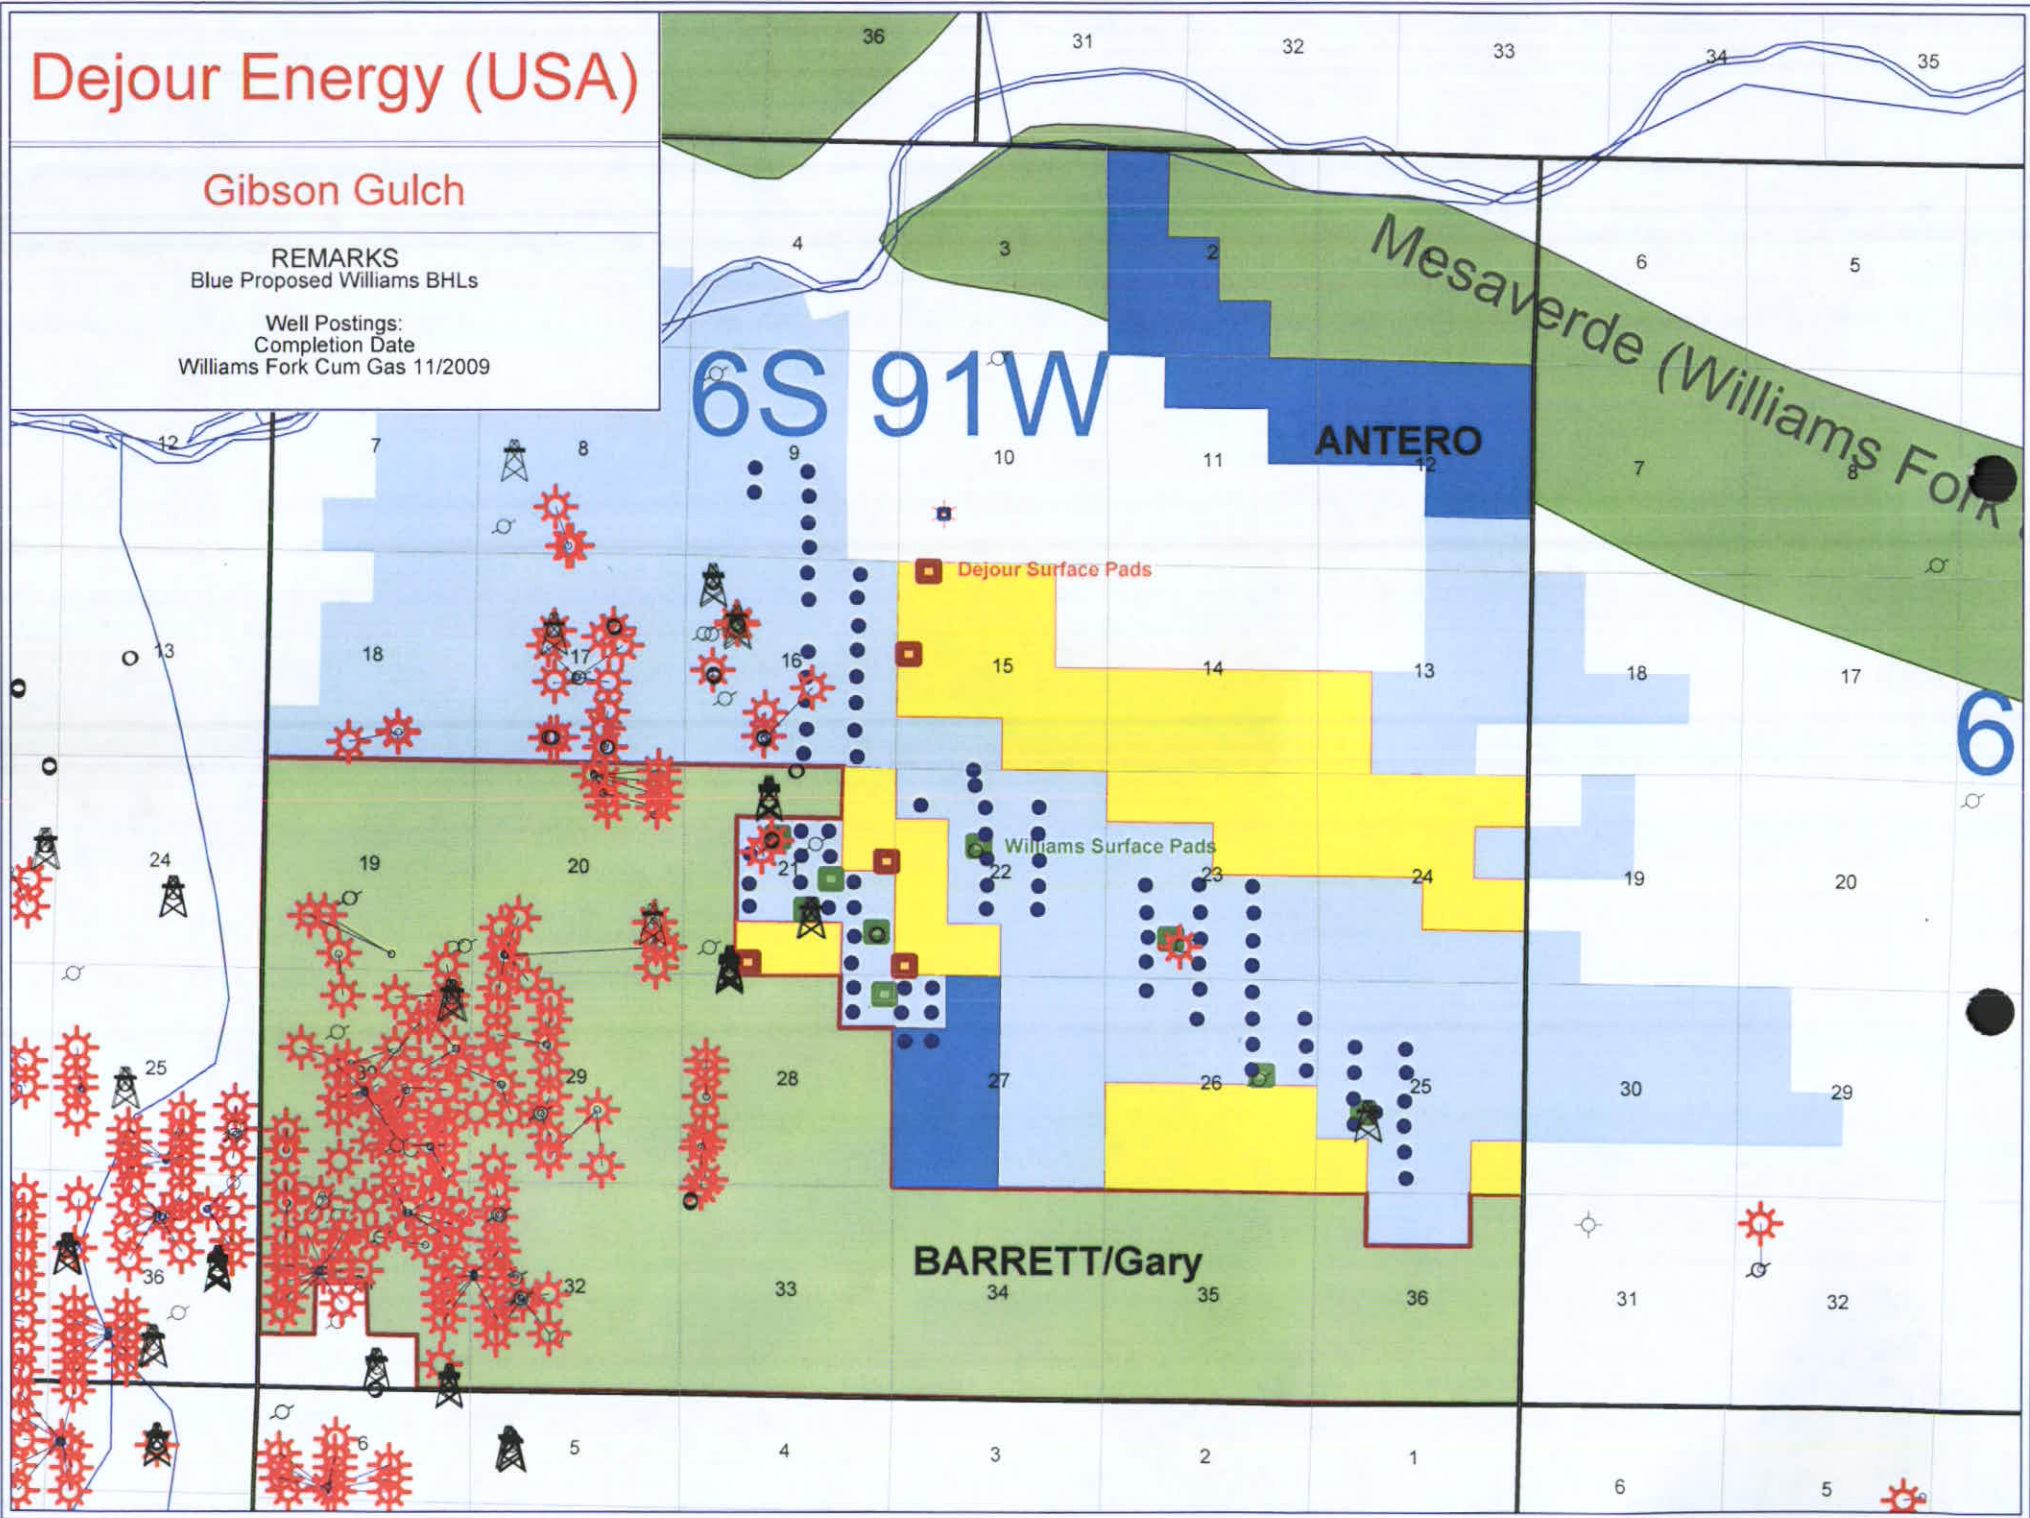 Dejour Energy (USA)
Gibson Gulch
REMARKS
Blue Proposed Williams BHLs
Well Postings:
Completion Date
Williams Fork Cum Gas 11/2009
36 31 32 33 34 35
4 3 2 6 5
Mesaverde (Williams Fork
6S 91W
ANTERO
12 7 8 9 10 11 12 7 8
Dejour Surface Pads
13 18 17 16 15 14 13 18 17
6
Williams Surface Pads
24 19 20 21 22 23 24 19 20
25 30 29 28 27 26 25 30 29
BARRETT/Gary
36 32 33 34 35 36 31 32
6 5 4 3 2 1 6 5